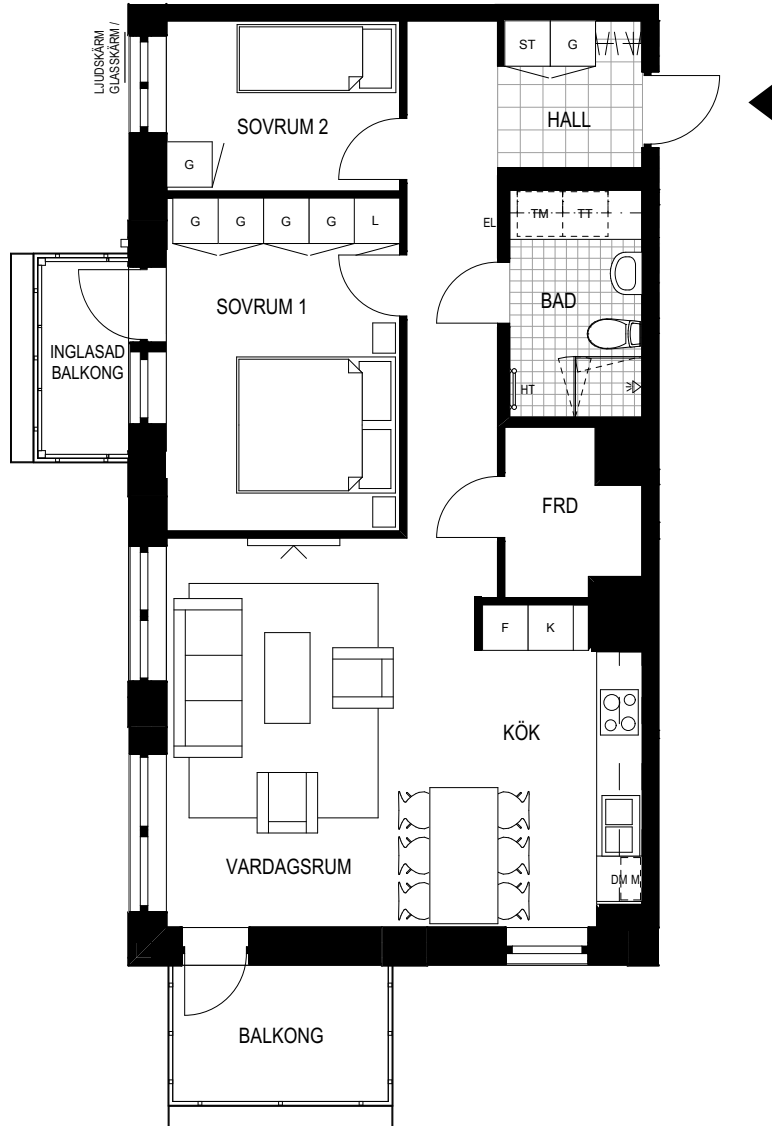 LJUDSKÄRM
GLASSKÄRM /
ST G
HALL
SOVRUM 2
G
G G G G L
EL
TM TT
BAD
SOVRUM 1
INGLASAD
BALKONG
HT
FRD
F K
KÖK
VARDAGSRUM
DM M
BALKONG